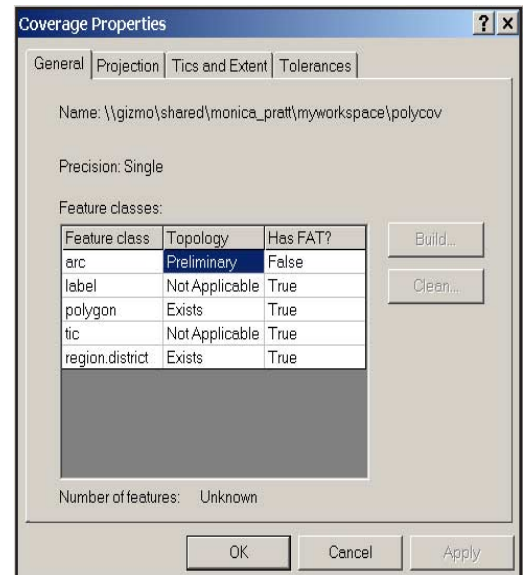 Coverage Properties ? X
General Projection Tics and Extent Tolerances
Name: \\gizmo\shared\monica_pratt\myworkspace\polycov
Precision: Single
Feature classes:
Feature class Topology Has FAT?
arc Preliminary False
label Not Applicable True
polygon Exists True
tic Not Applicable True
region.district Exists True
Build...
Clean...
Number of features: Unknown
OK Cancel Apply